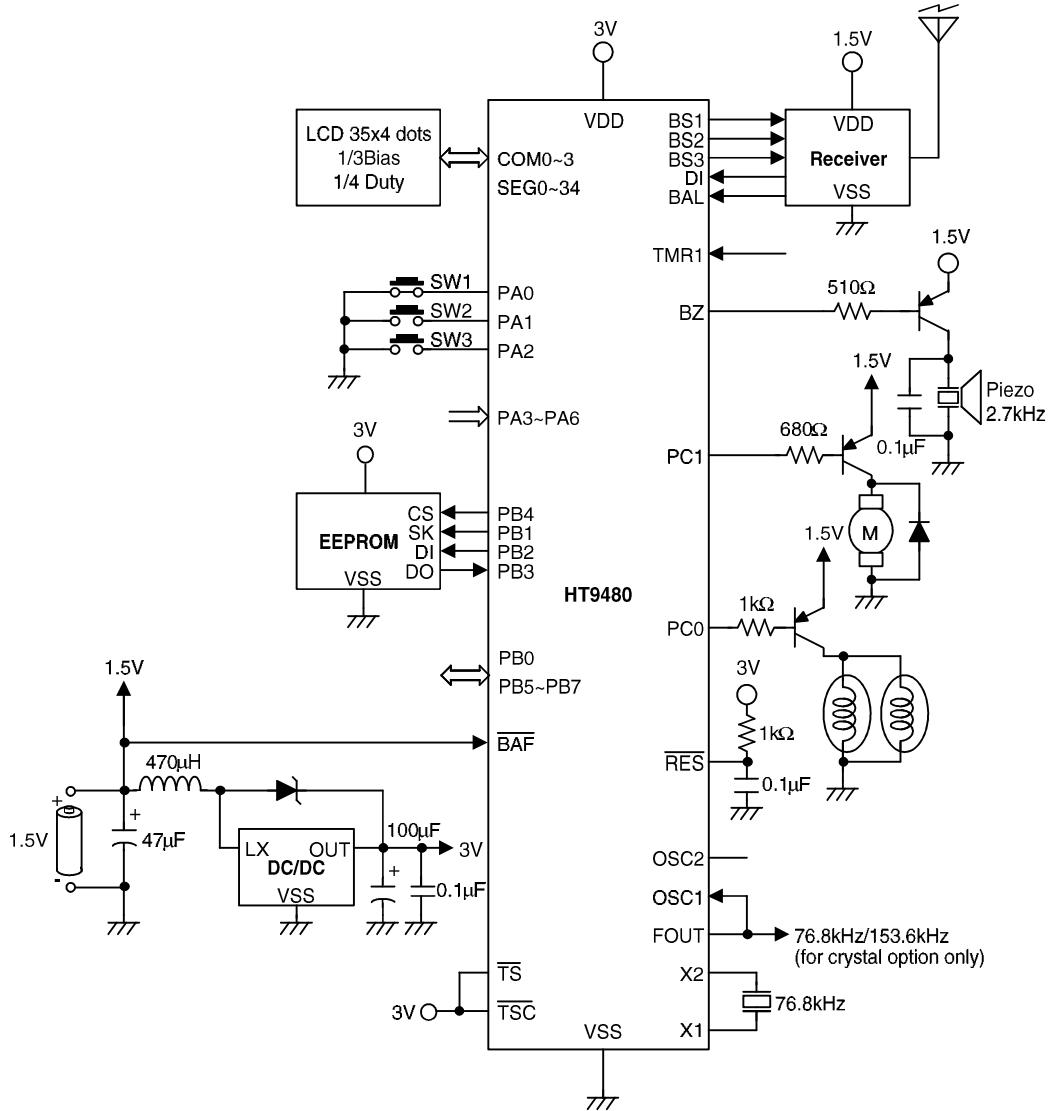 3V
1.5V
LCD 35x4 dots
1/3Bias
1/4 Duty
VDD
COM0~3
SEG0~34
BS1
BS2
BS3
DI
BAL
VDD
Receiver
VSS
TMR1
1.5V
SW1
PA0
SW2
PA1
SW3
PA2
BZ
510Ω
1.5V
Piezo
2.7kHz
0.1µF
PA3~PA6
3V
680Ω
PC1
EEPROM
CS
SK
DI
DO
VSS
PB4
PB1
PB2
PB3
M
1.5V
HT9480
1kΩ
PC0
PB0
PB5~PB7
1.5V
3V
1kΩ
BAF
RES
0.1µF
470µH
+
1.5V
-
+
47µF
LX
OUT
DC/DC
VSS
100µF
3V
+
0.1µF
OSC2
OSC1
FOUT
76.8kHz/153.6kHz
(for crystal option only)
TS
3V
TSC
X2
76.8kHz
X1
VSS